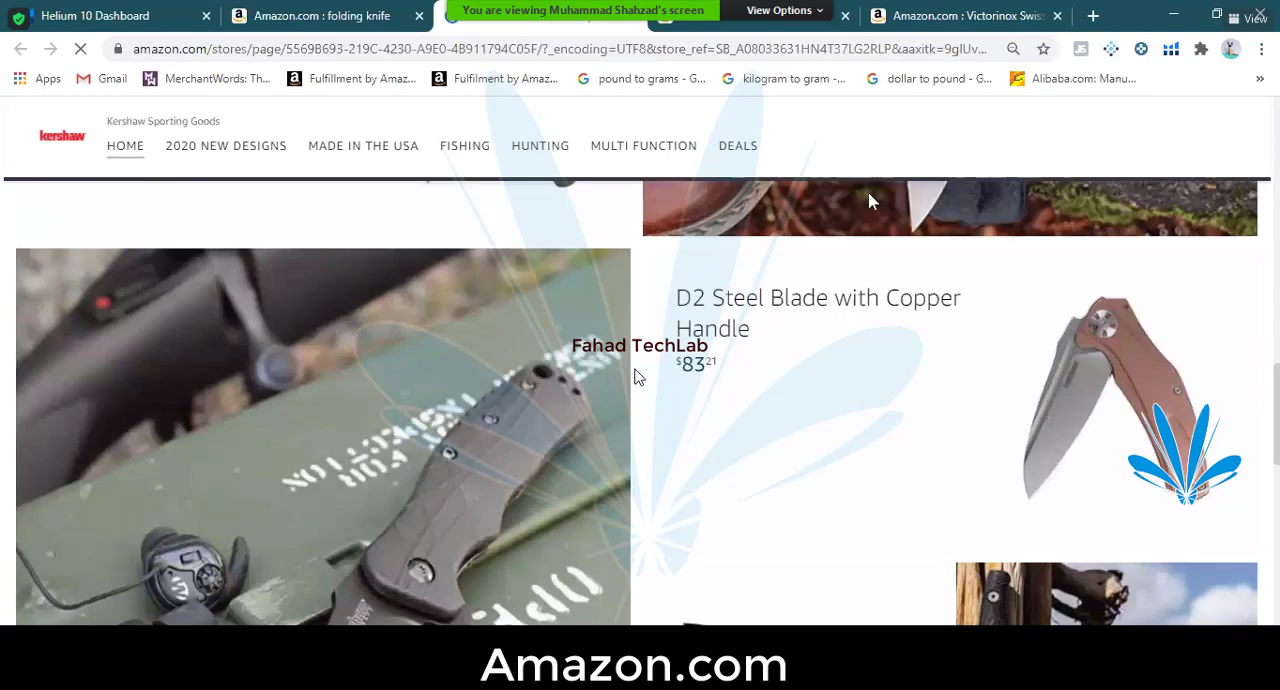 Helium 10 Dashboard
Amazon.com : folding knife
You are viewing Muhammad Shahzad's screen
View Options
Amazon.com : Victorinox Swis
View
amazon.com/stores/page/5569B693-219C-4230-A9E0-4B911794C05F/?_encoding=UTF8&store_ref=SB_A08033631HN4T37LG2RLP&aaxitk=9gIUv...
Apps
Gmail
MerchantWords: Th...
Fulfillment by Amaz...
Fulfilment by Amaz...
pound to grams - G...
kilogram to gram -...
dollar to pound - G...
Alibaba.com: Manu...
»
kershaw
Kershaw Sporting Goods
HOME
2020 NEW DESIGNS
MADE IN THE USA
FISHING
HUNTING
MULTI FUNCTION
DEALS
D2 Steel Blade with Copper
Handle
Fahad TechLab
$83 21
Amazon.com